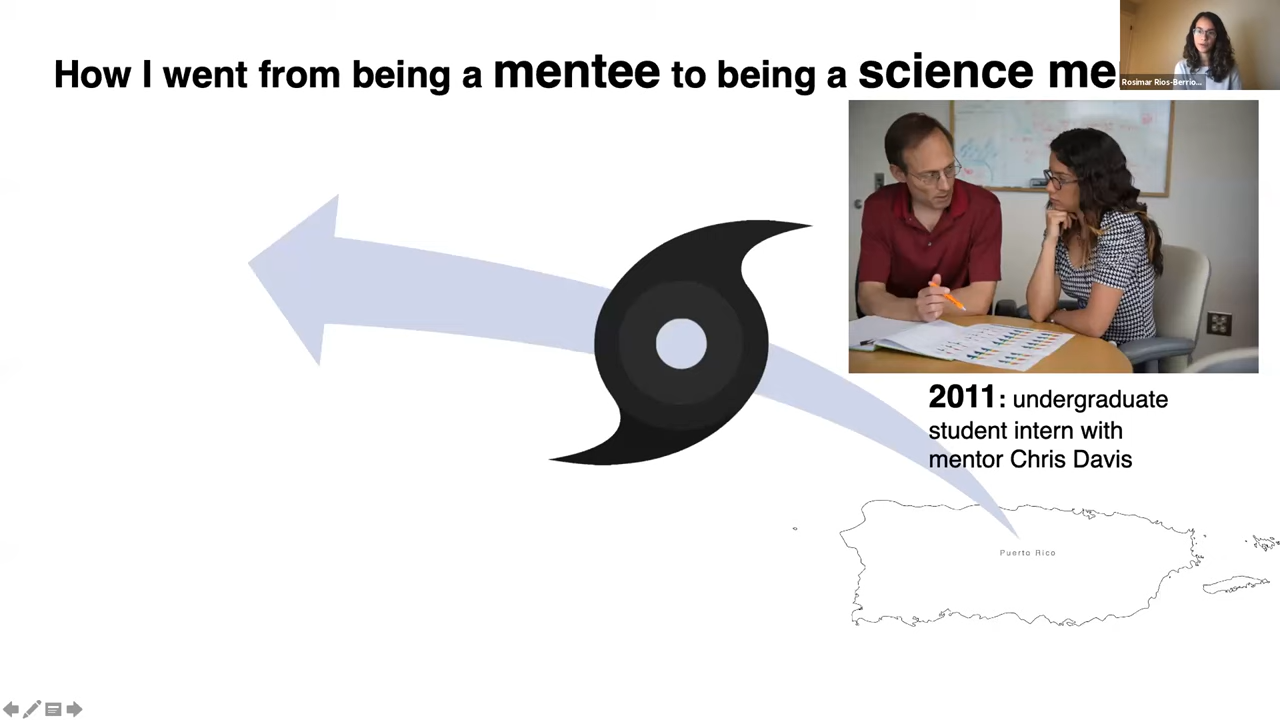 How I went from being a mentee to being a science me
Rosimar Rios-Berrio...
2011: undergraduate
student intern with
mentor Chris Davis
Puerto Rico